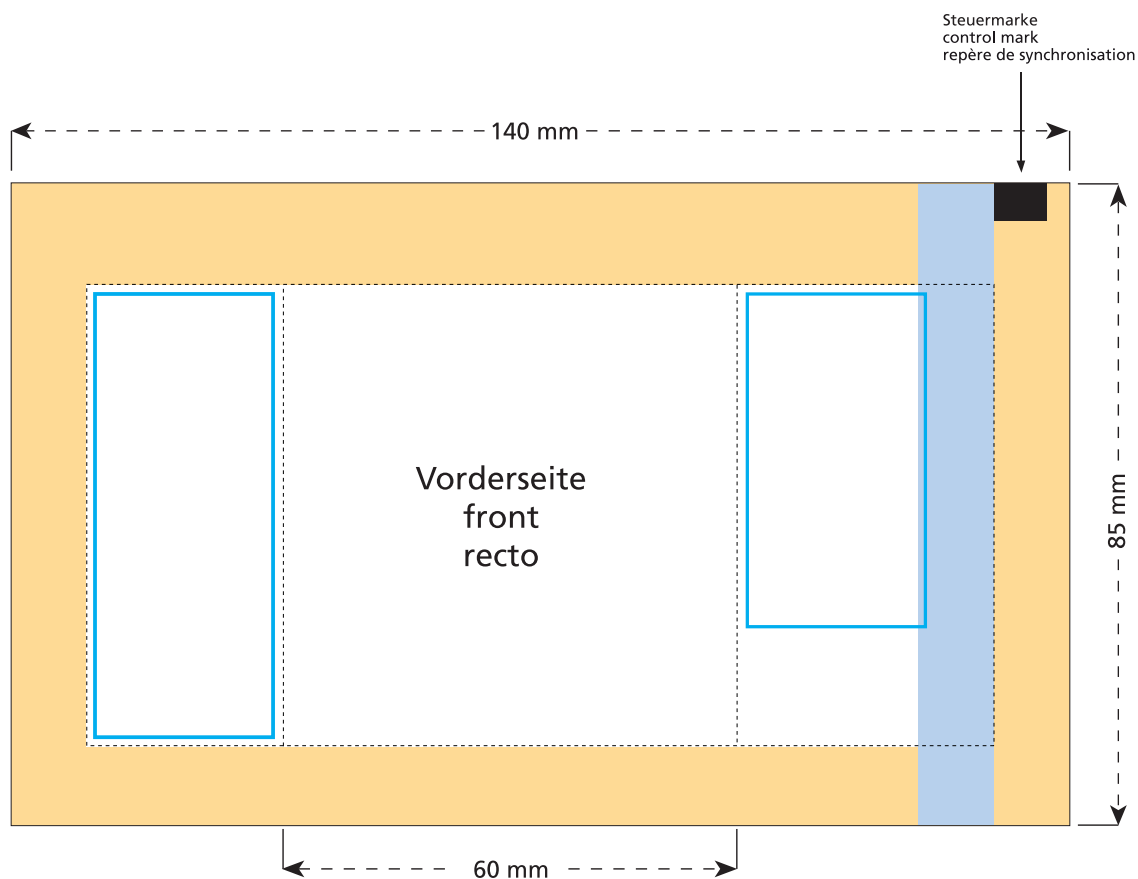 Steuermarke
control mark
repère de synchronisation
140 mm
Vorderseite
front
recto
85 mm
60 mm